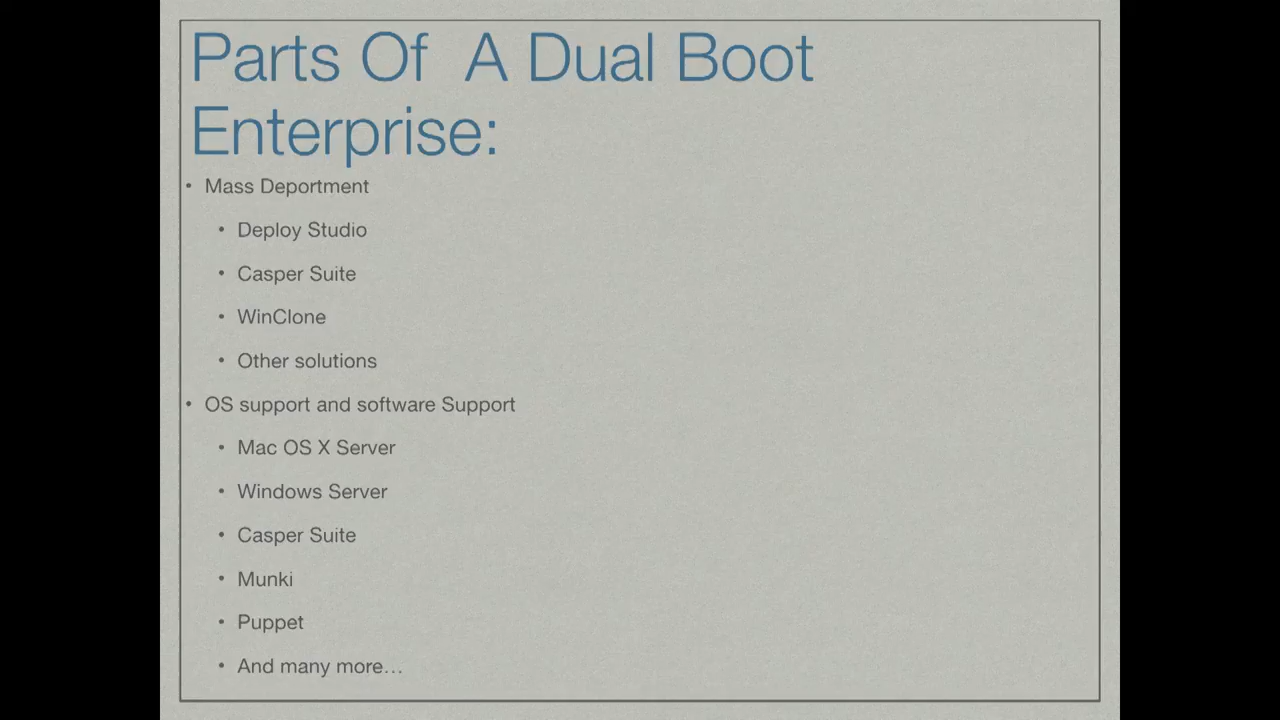 Parts Of  A Dual Boot
Enterprise:
• Mass Deportment
• Deploy Studio
• Casper Suite
• WinClone
• Other solutions
• OS support and software Support
• Mac OS X Server
• Windows Server
• Casper Suite
• Munki
• Puppet
• And many more…